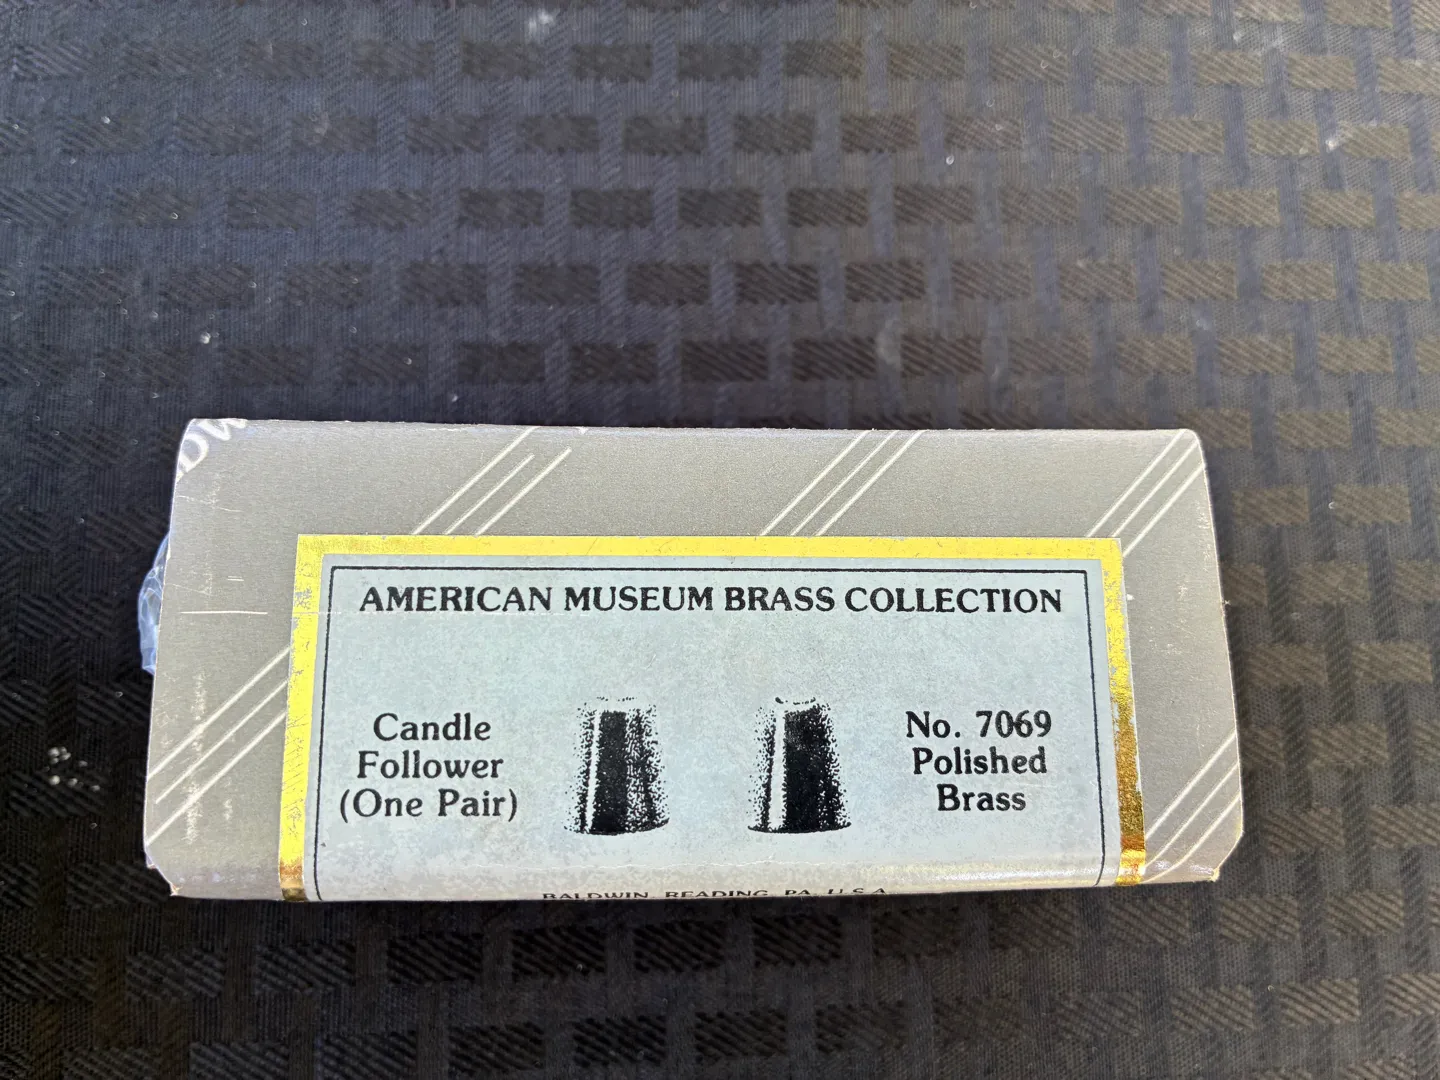 AMERICAN MUSEUM BRASS COLLECTION
Candle
Follower
(One Pair)
No. 7069
Polished
Brass
BALDWIN, READING, PA. U.S.A.